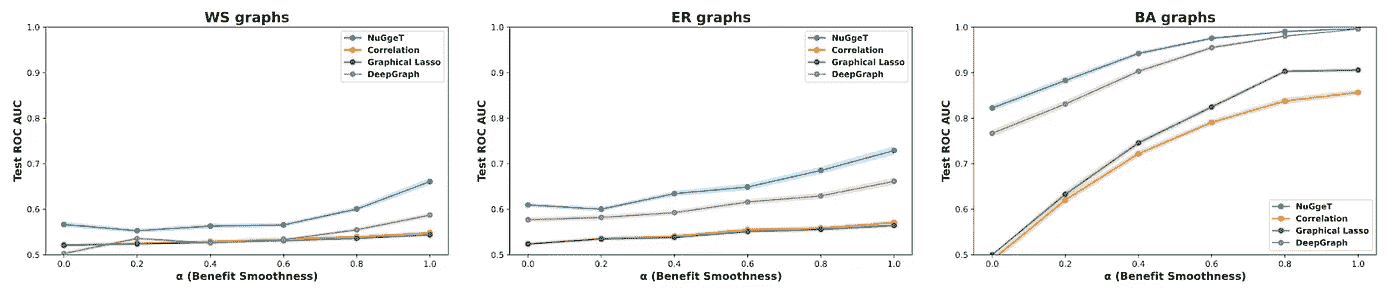 WS graphs
1.0
0.9
0.8
0.7
0.6
0.5
Test ROC AUC
0.0 0.2 0.4 0.6 0.8 1.0
α (Benefit Smoothness)
NuGgeT
Correlation
Graphical Lasso
DeepGraph
ER graphs
1.0
0.9
0.8
0.7
0.6
0.5
Test ROC AUC
0.0 0.2 0.4 0.6 0.8 1.0
α (Benefit Smoothness)
NuGgeT
Correlation
Graphical Lasso
DeepGraph
BA graphs
1.0
0.9
0.8
0.7
0.6
0.5
Test ROC AUC
0.0 0.2 0.4 0.6 0.8 1.0
α (Benefit Smoothness)
NuGgeT
Correlation
Graphical Lasso
DeepGraph